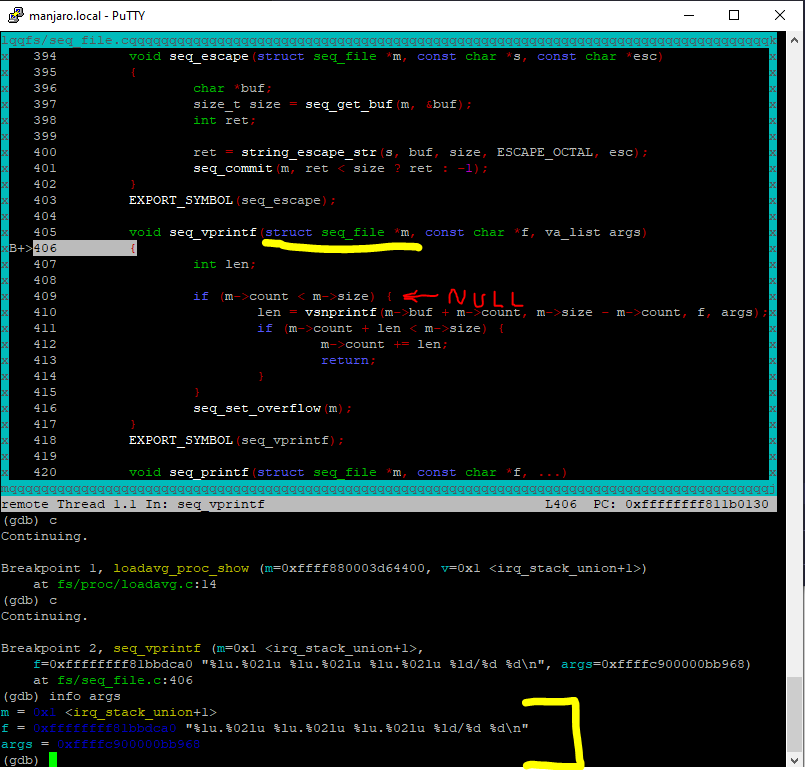 manjaro.local - PuTTY
lqqfs/seq_file.cqqqqqqqqqqqqqqqqqqqqqqqqqqqqqqqqqqqqqqqqqqqqqqqqqqqqqqqqqqqqqqqqqqqqqqqqqqqqqqqqk
x 394 void seq_escape(struct seq_file *m, const char *s, const char *esc) x
x 395 { x
x 396 char *buf; x
x 397 size_t size = seq_get_buf(m, &buf); x
x 398 int ret; x
x 399 x
x 400 ret = string_escape_str(s, buf, size, ESCAPE_OCTAL, esc); x
x 401 seq_commit(m, ret < size ? ret : -1); x
x 402 } x
x 403 EXPORT_SYMBOL(seq_escape); x
x 404 x
x 405 void seq_vprintf(struct seq_file *m, const char *f, va_list args) x
xB+>406 { x
x 407 int len; x
x 408 x
x 409 if (m->count < m->size) { ← NULL x
x 410 len = vsnprintf(m->buf + m->count, m->size - m->count, f, args); x
x 411 if (m->count + len < m->size) { x
x 412 m->count += len; x
x 413 return; x
x 414 } x
x 415 } x
x 416 seq_set_overflow(m); x
x 417 } x
x 418 EXPORT_SYMBOL(seq_vprintf); x
x 419 x
x 420 void seq_printf(struct seq_file *m, const char *f, ...) x
mqqqqqqqqqqqqqqqqqqqqqqqqqqqqqqqqqqqqqqqqqqqqqqqqqqqqqqqqqqqqqqqqqqqqqqqqqqqqqqqqqqqqqqqqqqqqqqqj
remote Thread 1.1 In: seq_vprintf L406 PC: 0xffffffff811b0130
(gdb) c
Continuing.
Breakpoint 1, loadavg_proc_show (m=0xffff880003d64400, v=0x1 <irq_stack_union+1>)
at fs/proc/loadavg.c:14
(gdb) c
Continuing.
Breakpoint 2, seq_vprintf (m=0x1 <irq_stack_union+1>,
f=0xffffffff81bbdca0 "%lu.%02lu %lu.%02lu %lu.%02lu %ld/%d %d\n", args=0xffffc900000bb968)
at fs/seq_file.c:406
(gdb) info args
m = 0x1 <irq_stack_union+1>
f = 0xffffffff81bbdca0 "%lu.%02lu %lu.%02lu %lu.%02lu %ld/%d %d\n"
args = 0xffffc900000bb968
(gdb)